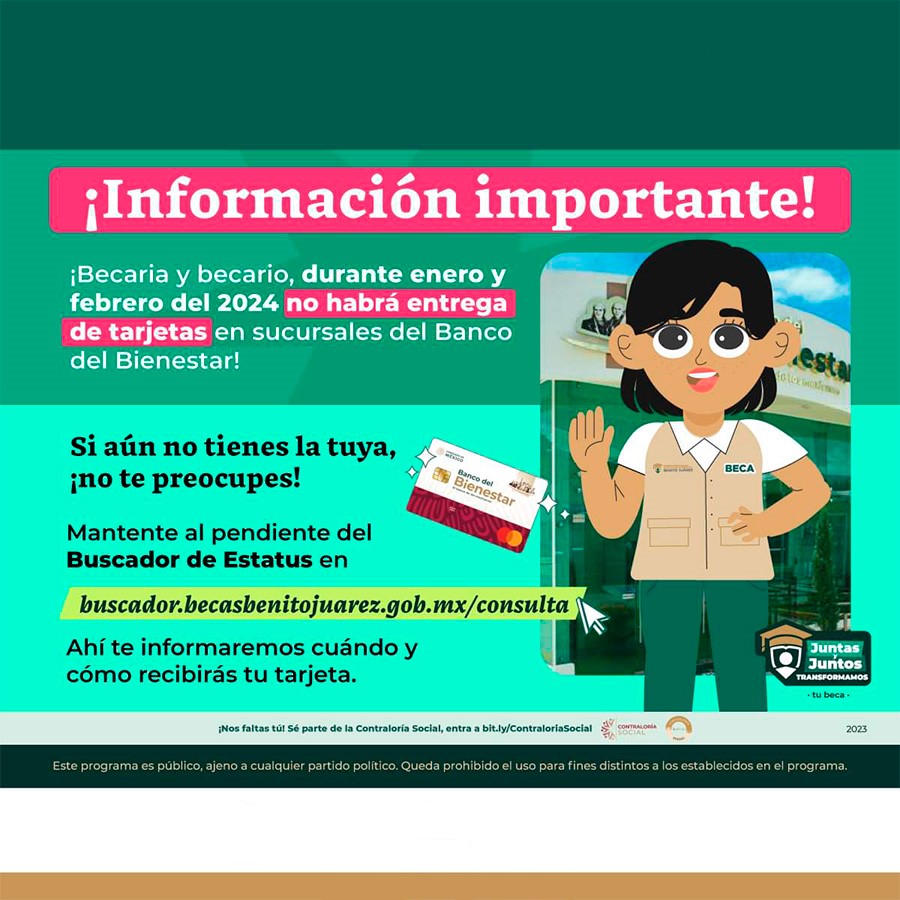 ¡Información importante!
¡Becaria y becario, durante enero y
febrero del 2024 no habrá entrega
de tarjetas en sucursales del Banco
del Bienestar!
Si aún no tienes la tuya,
¡no te preocupes!
Mantente al pendiente del
Buscador de Estatus en
buscador.becasbenitojuarez.gob.mx/consulta
Ahí te informaremos cuándo y
cómo recibirás tu tarjeta.
MÉXICO
Banco del
Bienestar
BECA
Juntas
y
Juntos
TRANSFORMAMOS
· tu beca ·
¡Nos faltas tú! Sé parte de la Contraloría Social, entra a bit.ly/ContraloriaSocial
CONTRALORÍA
SOCIAL
2023
Este programa es público, ajeno a cualquier partido político. Queda prohibido el uso para fines distintos a los establecidos en el programa.